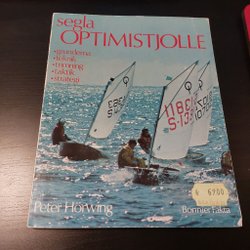 segla
OPTIMISTJOLLE
• grunderna
• teknik
• trimning
• taktik
• strategi
Peter Hörwing
Bonnier Fakta